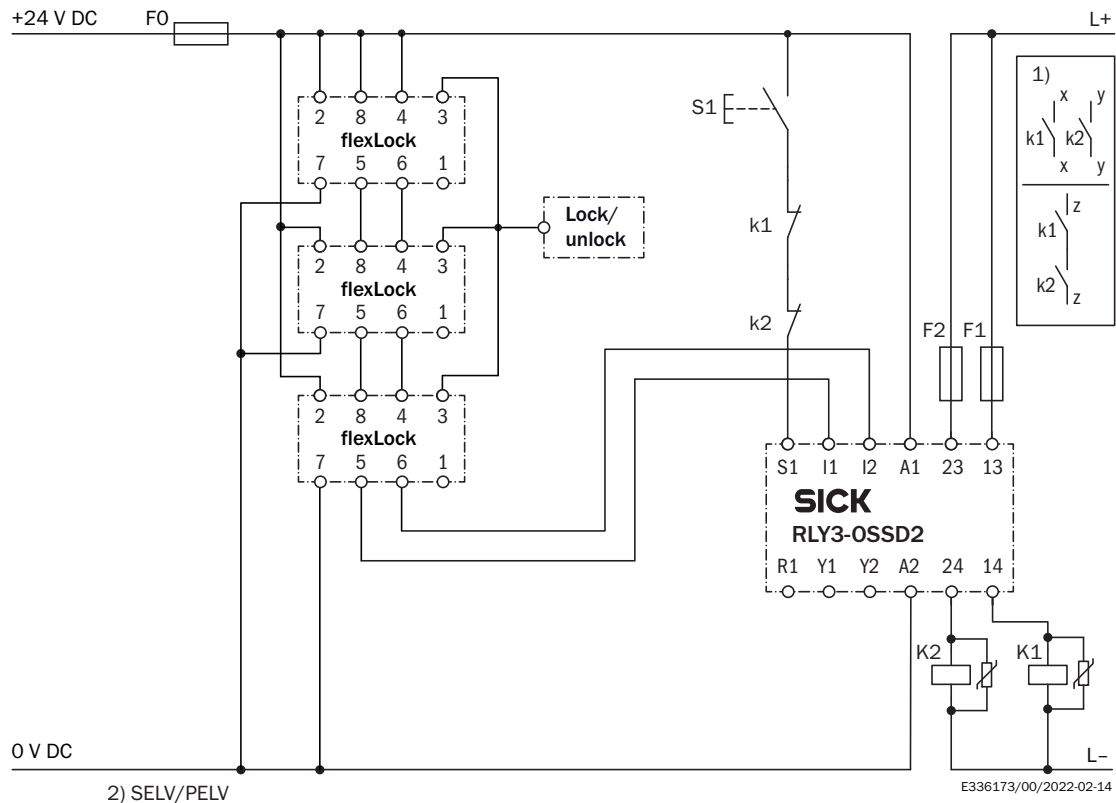 +24 V DC F0 L+
2 8 4 3
flexLock
7 5 6 1
Lock/
unlock
2 8 4 3
flexLock
7 5 6 1
2 8 4 3
flexLock
7 5 6 1
S1
k1
k2
1)
x y
k1 k2
x y
z
k1
k2
z
F2 F1
S1 I1 I2 A1 23 13
SICK
RLY3-OSSD2
R1 Y1 Y2 A2 24 14
K2 K1
0 V DC L–
2) SELV/PELV
E336173/00/2022-02-14